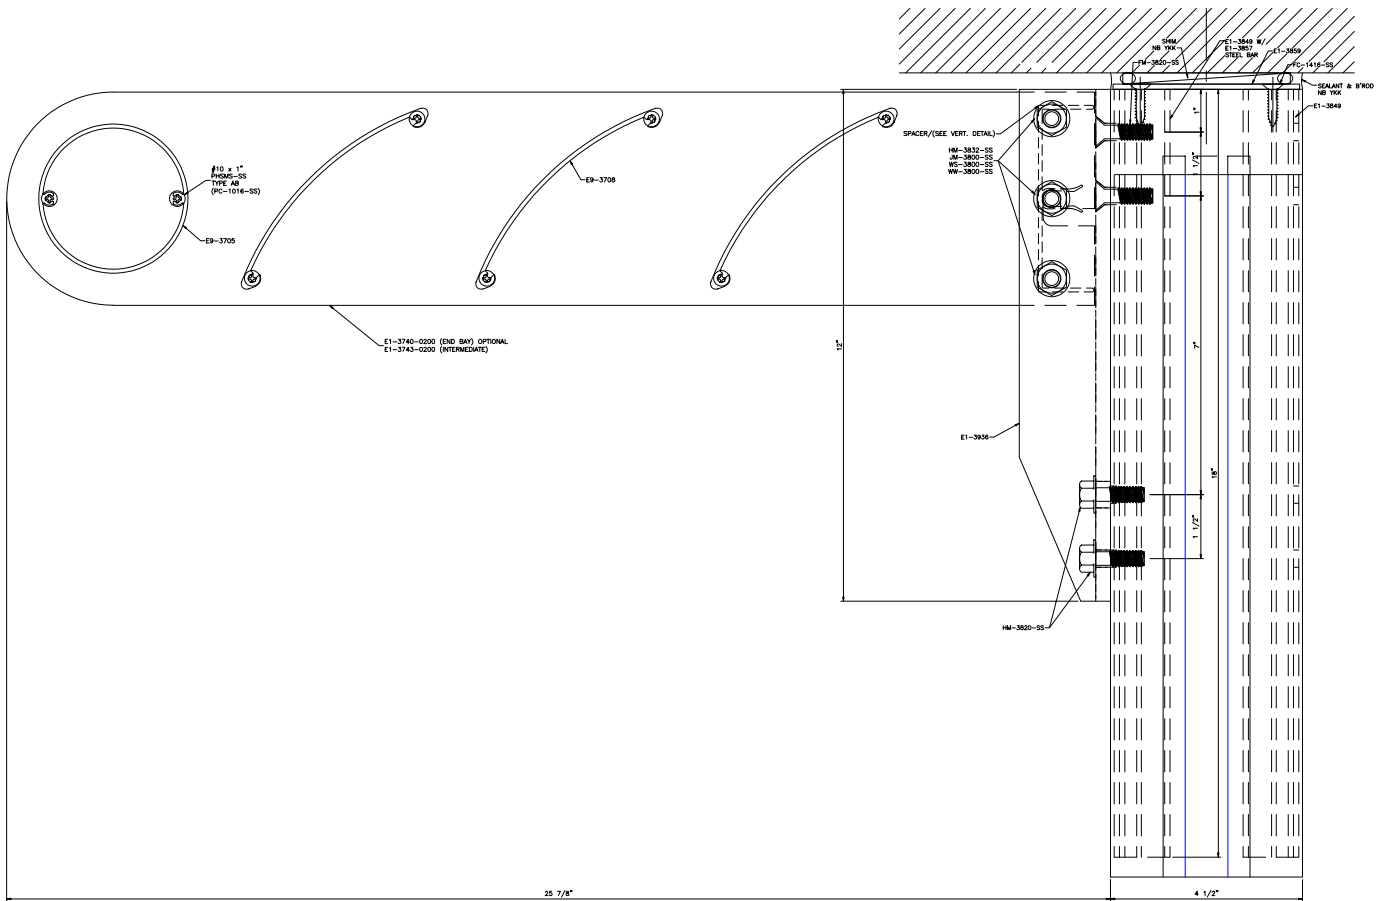 SHIM
NB YKK
E1-3849 W/
E1-3857
STEEL BAR
FM-3820-SS
E1-3859
FC-1416-SS
SEALANT & B'ROD
NB YKK
E1-3849
SPACER/(SEE VERT. DETAIL)
HM-3832-SS
JM-3800-SS
WS-3800-SS
WW-3800-SS
#10 x 1"
PHSMS-SS
TYPE AB
(PC-1016-SS)
E9-3708
E9-3705
E1-3740-0200 (END BAY) OPTIONAL
E1-3743-0200 (INTERMEDIATE)
1"
1 1/2"
12"
7"
E1-3936
18"
1 1/2"
HM-3820-SS
25 7/8"
4 1/2"